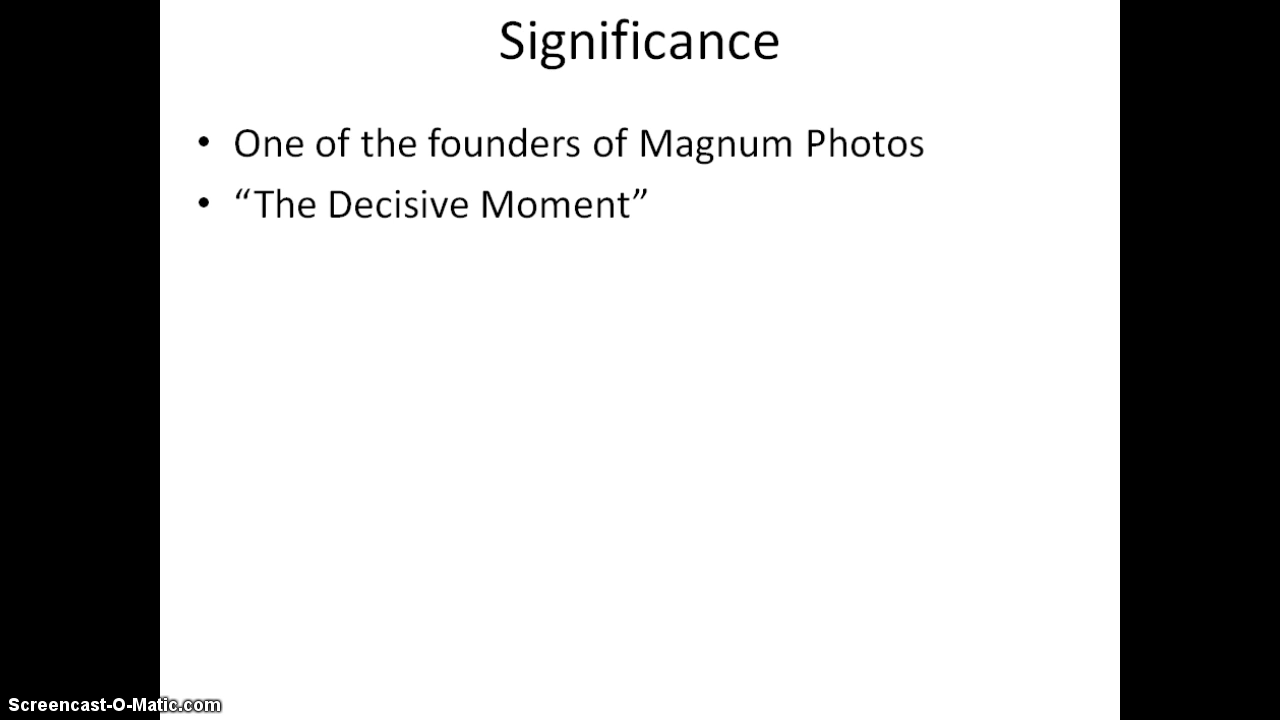 Significance
• One of the founders of Magnum Photos
• “The Decisive Moment”
Screencast-O-Matic.com